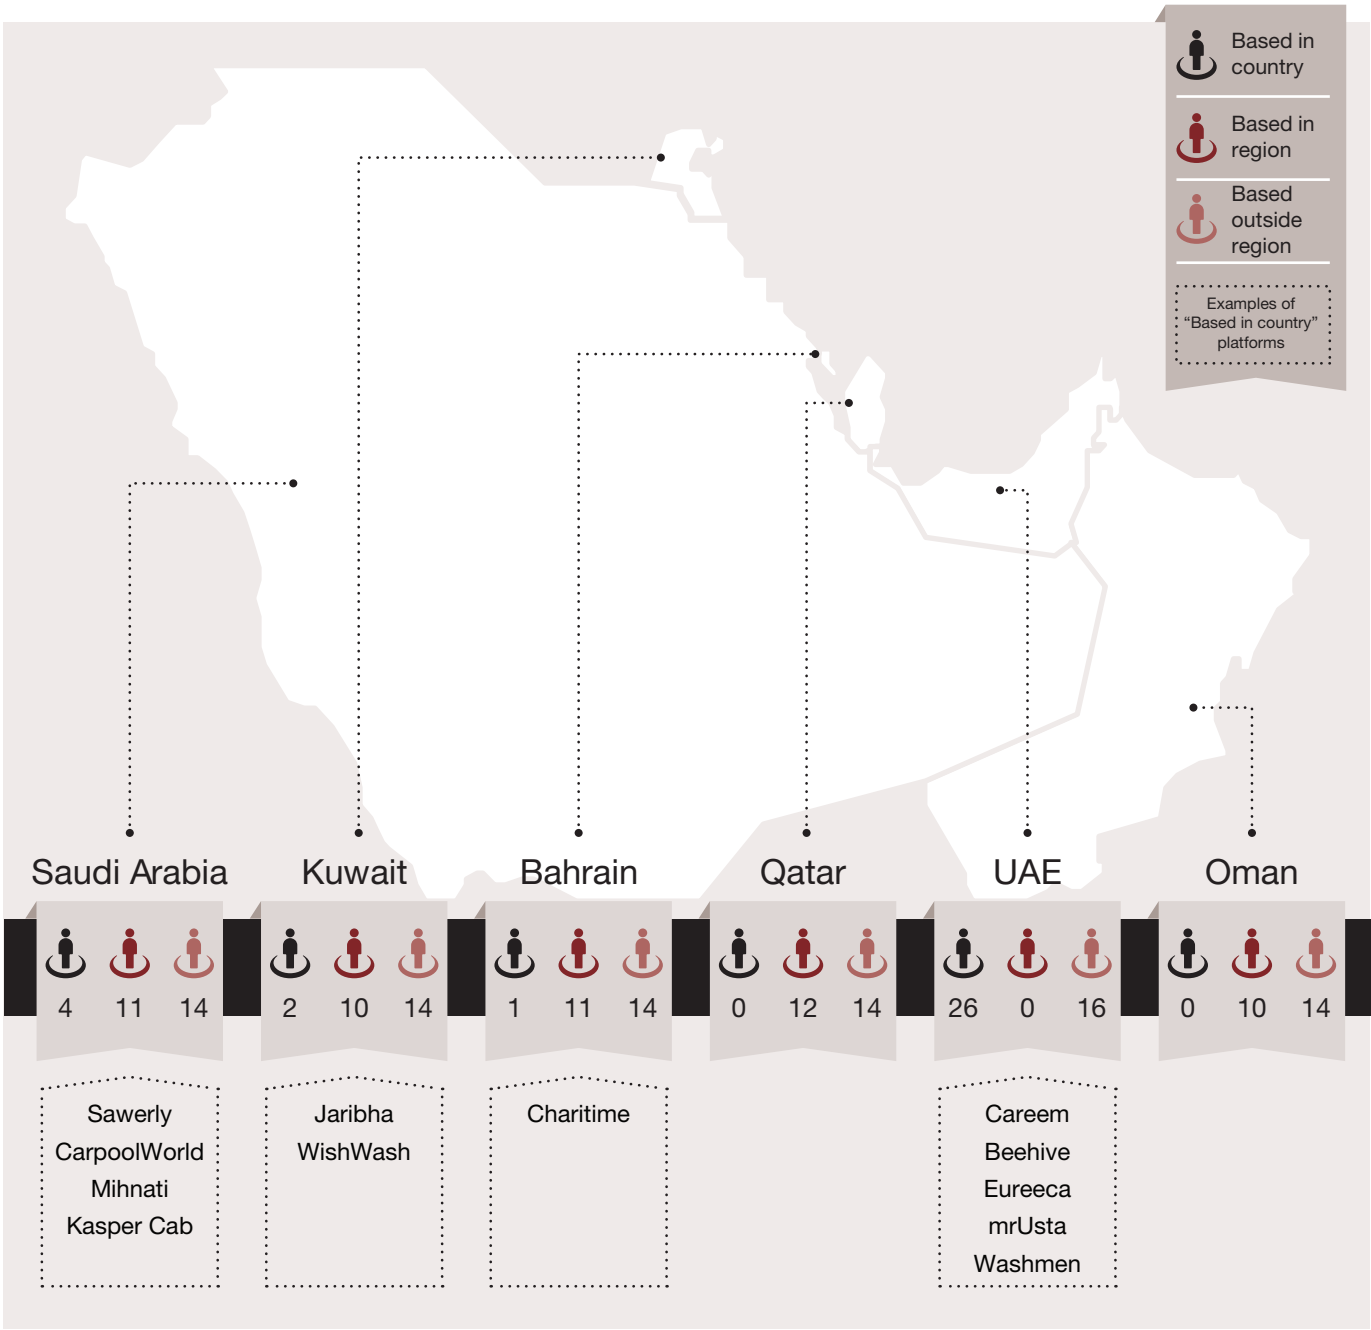 Based in
country
Based in
region
Based
outside
region
Examples of
“Based in country”
platforms
Saudi Arabia
Kuwait
Bahrain
Qatar
UAE
Oman
4 11 14
2 10 14
1 11 14
0 12 14
26 0 16
0 10 14
Sawerly
CarpoolWorld
Mihnati
Kasper Cab
Jaribha
WishWash
Charitime
Careem
Beehive
Eureeca
mrUsta
Washmen